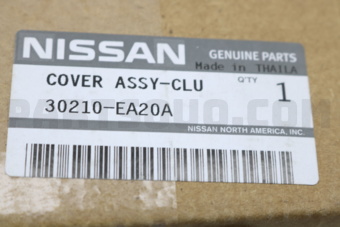 NISSAN GENUINE PARTS
Made in THAILA
COVER ASSY-CLU Q'TY 1
30210-EA20A
NISSAN NORTH AMERICA, INC.